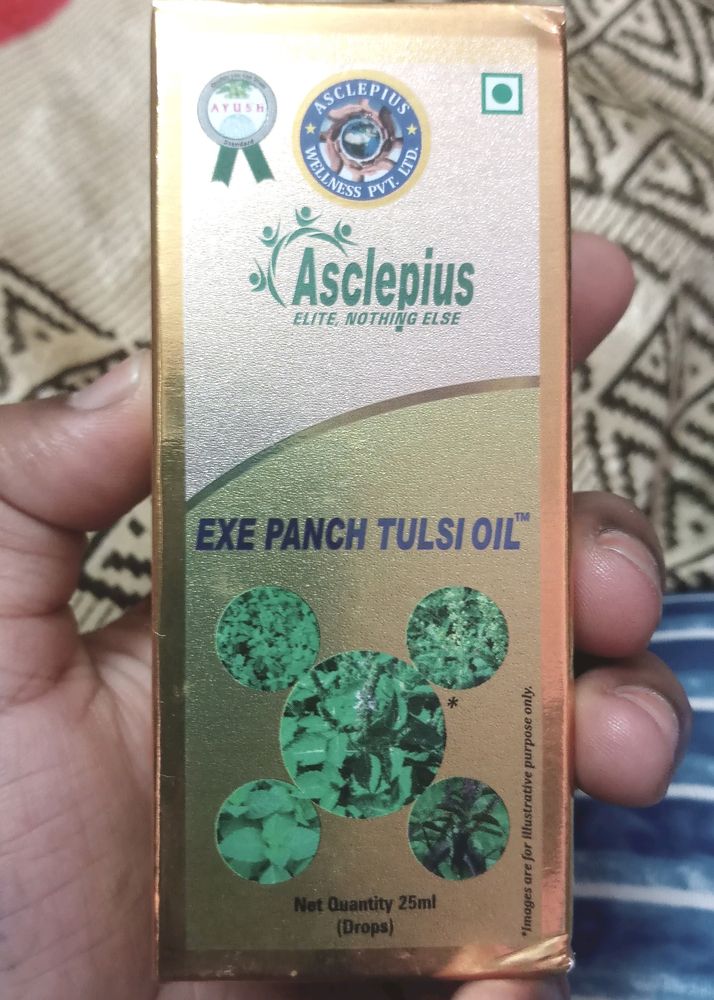 AYUSH
Standard
ASCLEPIUS
WELLNESS PVT. LTD.
Asclepius
ELITE, NOTHING ELSE
EXE PANCH TULSI OIL™
*
*Images are for illustrative purpose only.
Net Quantity 25ml
(Drops)